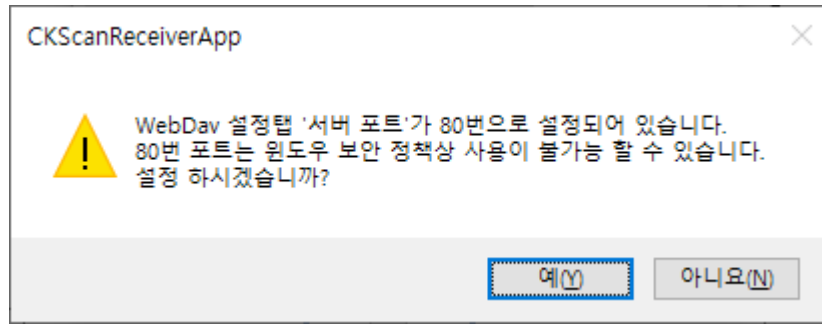 CKScanReceiverApp
WebDav 설정탭 '서버 포트'가 80번으로 설정되어 있습니다.
80번 포트는 윈도우 보안 정책상 사용이 불가능 할 수 있습니다.
설정 하시겠습니까?
예(Y)
아니요(N)